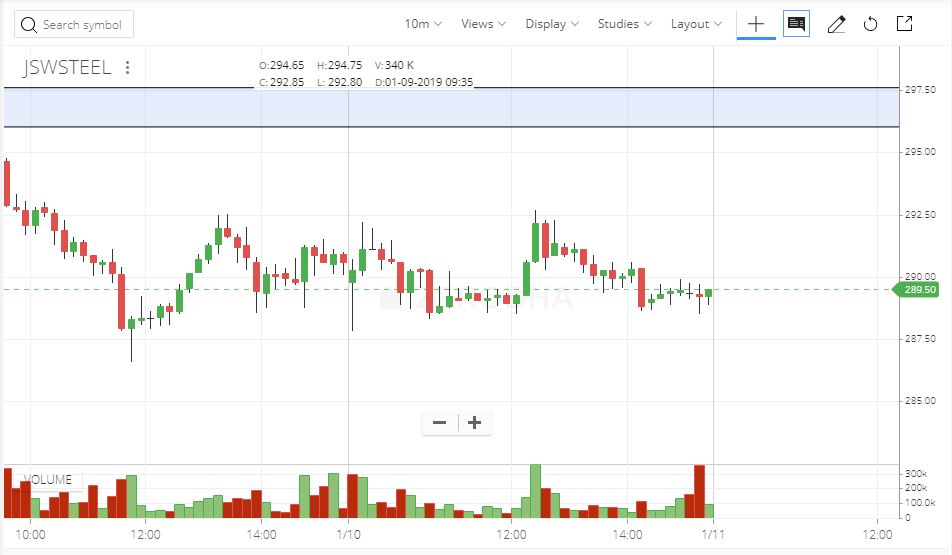 Search symbol 10m Views Display Studies Layout
JSWSTEEL
O:294.65 H:294.75 V:340 K
C:292.85 L:292.80 D:01-09-2019 09:35
297.50
295.00
292.50
290.00
289.50
287.50
285.00
VOLUME
300k
200k
100.0k
0
10:00 12:00 14:00 1/10 12:00 14:00 1/11 12:00